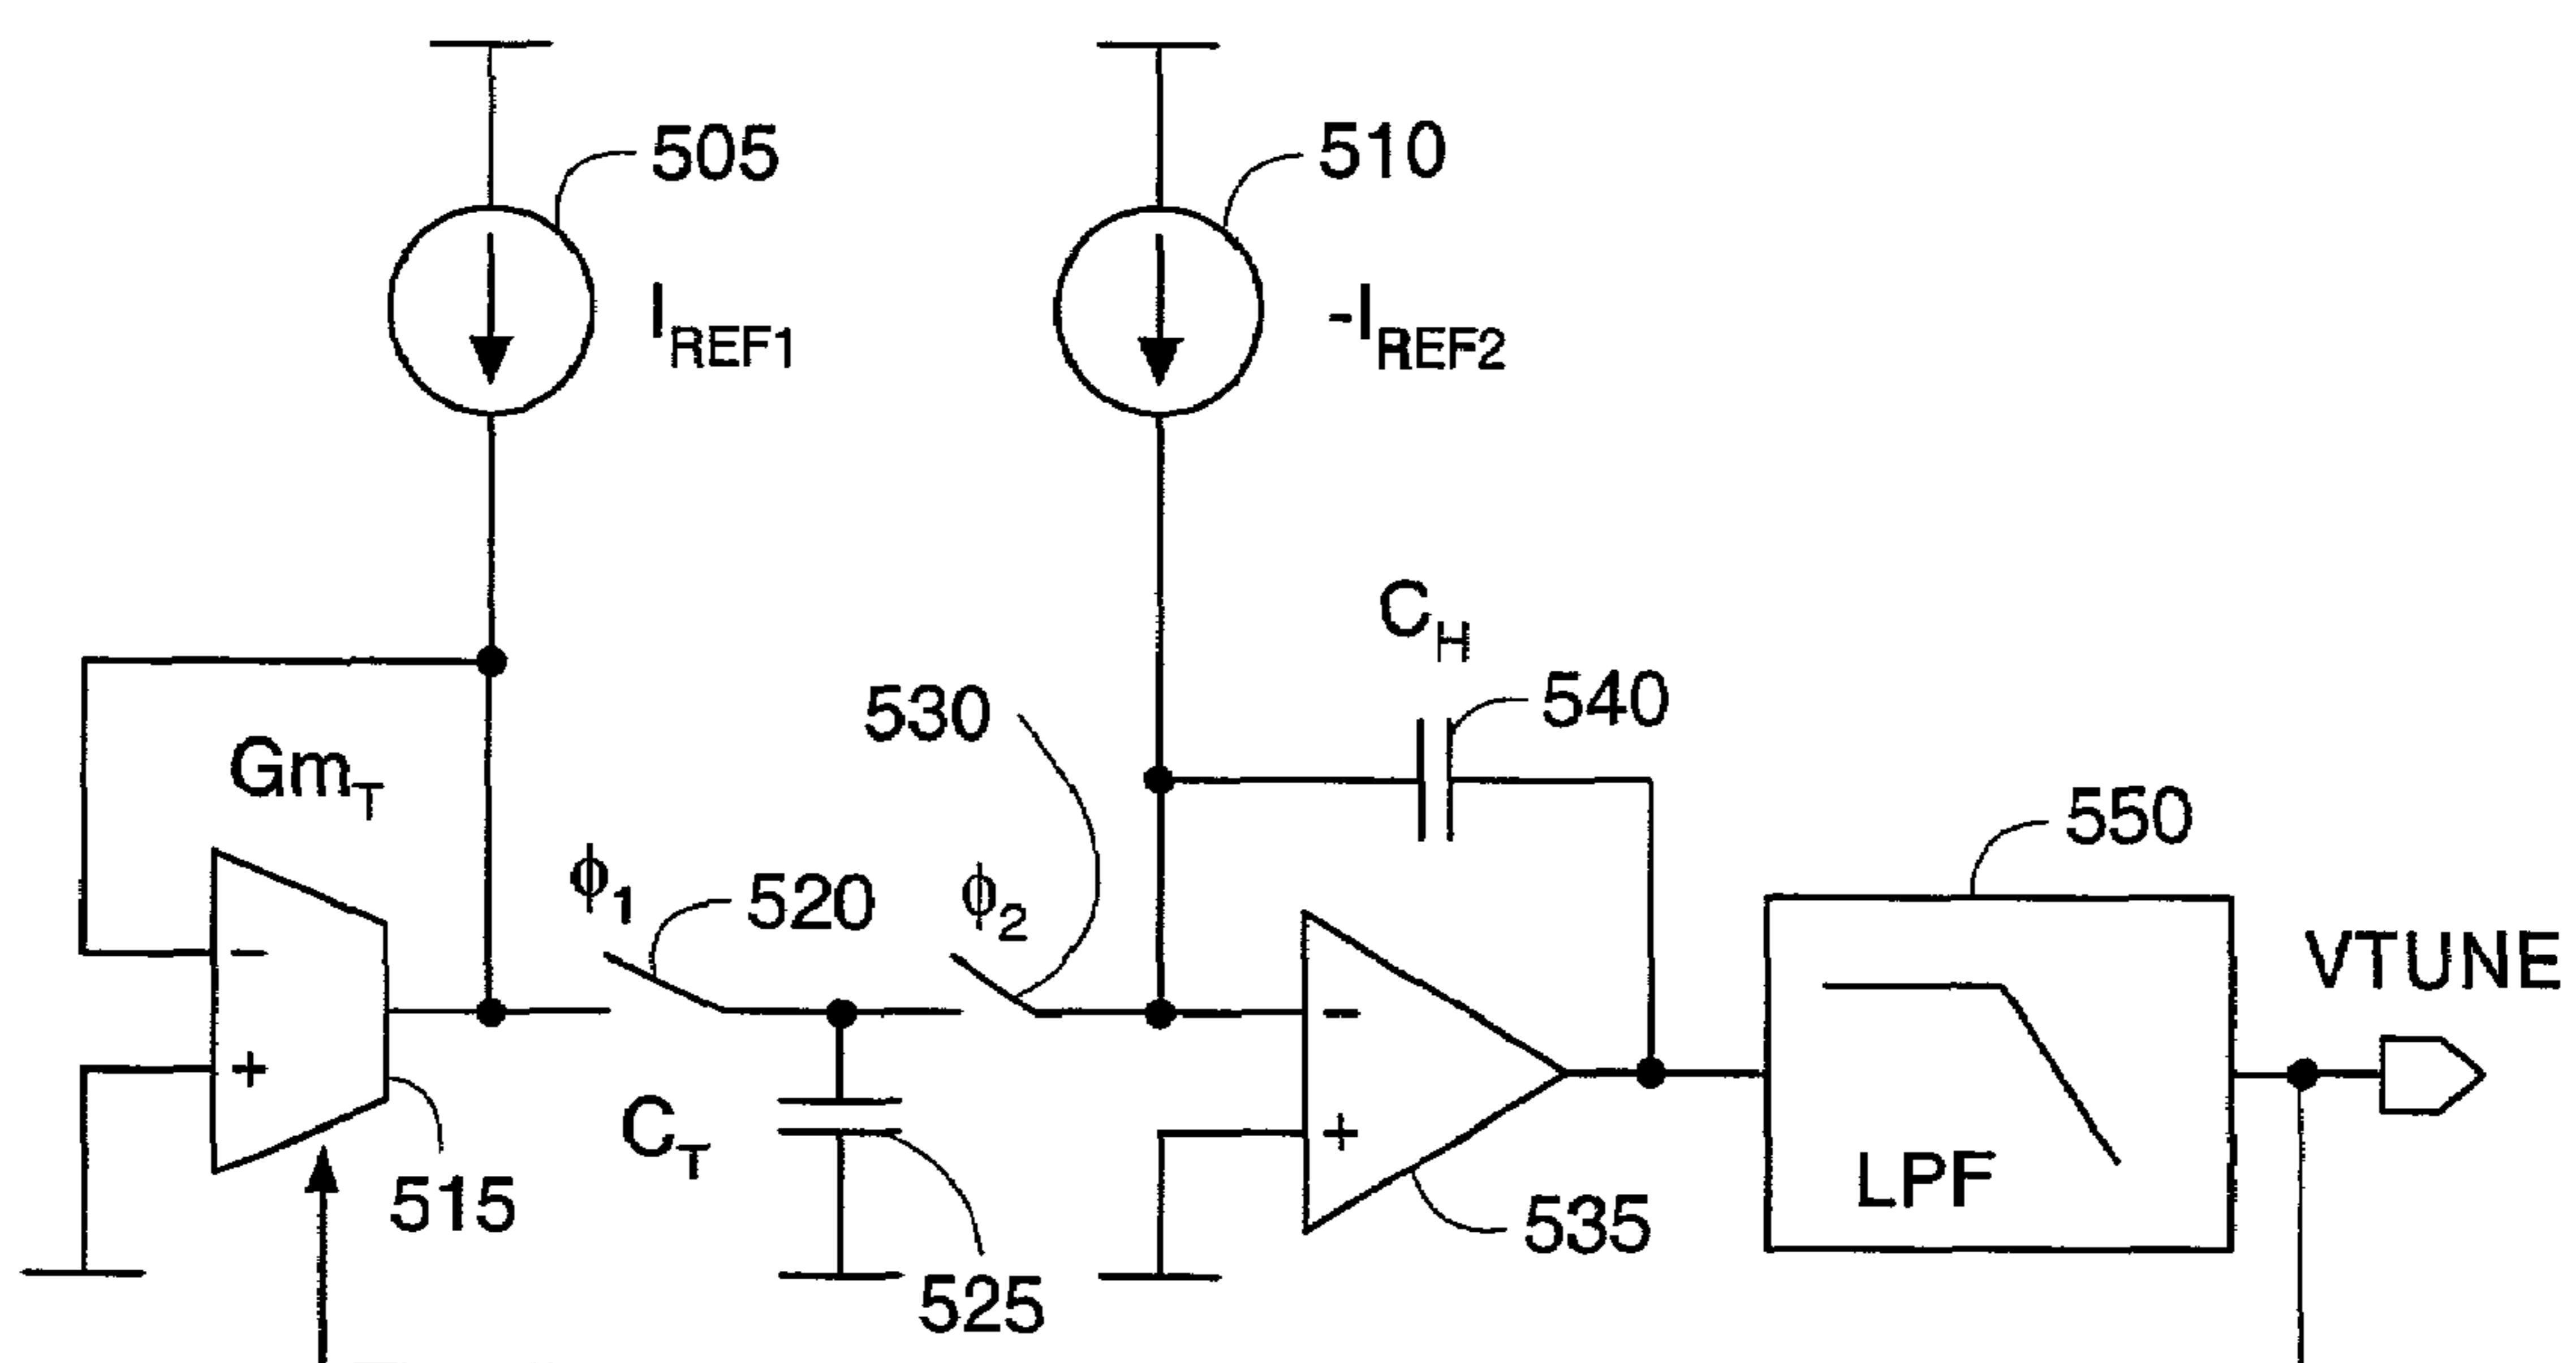 505
510
I_REF1
-I_REF2
C_H
540
530
Gm_T
550
ϕ1
520
ϕ2
VTUNE
-
-
+
+
C_T
515
LPF
535
525